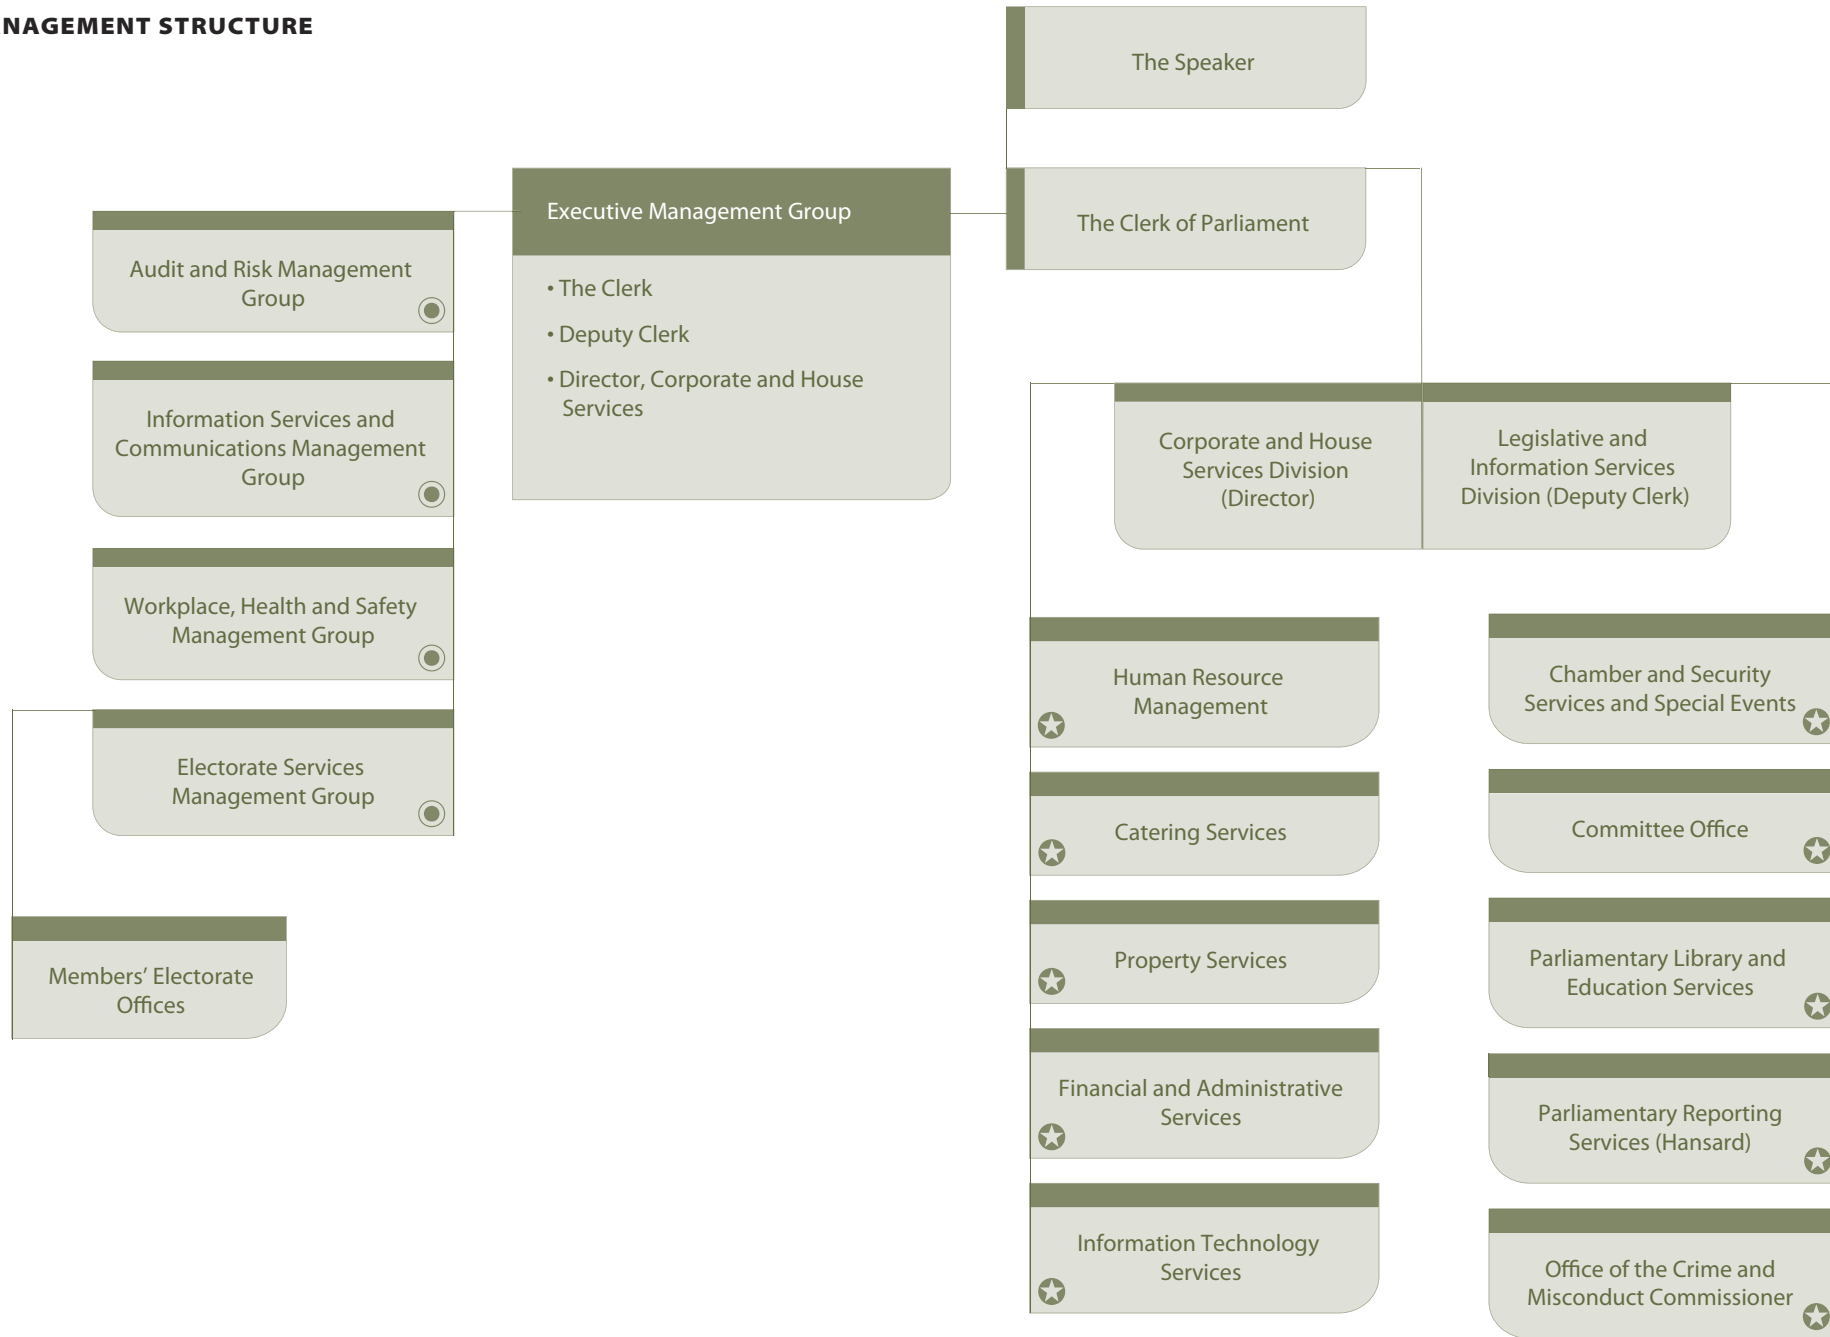 NAGEMENT STRUCTURE
The Speaker
The Clerk of Parliament
Executive Management Group
• The Clerk
• Deputy Clerk
• Director, Corporate and House
Services
Audit and Risk Management
Group
Information Services and
Communications Management
Group
Workplace, Health and Safety
Management Group
Electorate Services
Management Group
Members’ Electorate
Offices
Corporate and House
Services Division
(Director)
Legislative and
Information Services
Division (Deputy Clerk)
Human Resource
Management
Catering Services
Property Services
Financial and Administrative
Services
Information Technology
Services
Chamber and Security
Services and Special Events
Committee Office
Parliamentary Library and
Education Services
Parliamentary Reporting
Services (Hansard)
Office of the Crime and
Misconduct Commissioner